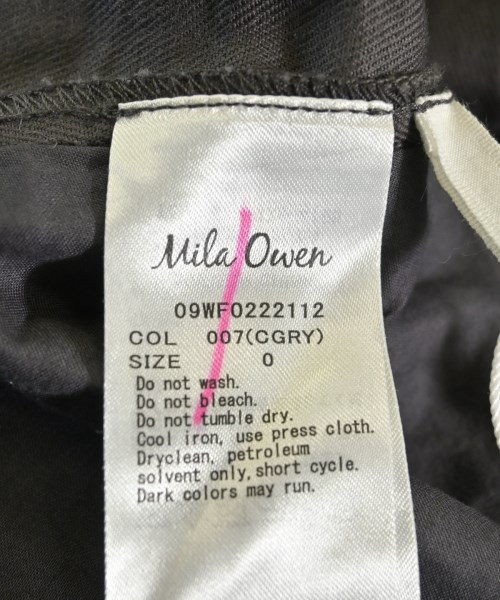 Mila Owen
09WFO222112
COL 007(CGRY)
SIZE 0
Do not wash.
Do not bleach.
Do not tumble dry.
Cool iron, use press cloth.
Dryclean, petroleum
solvent only, short cycle.
Dark colors may run.